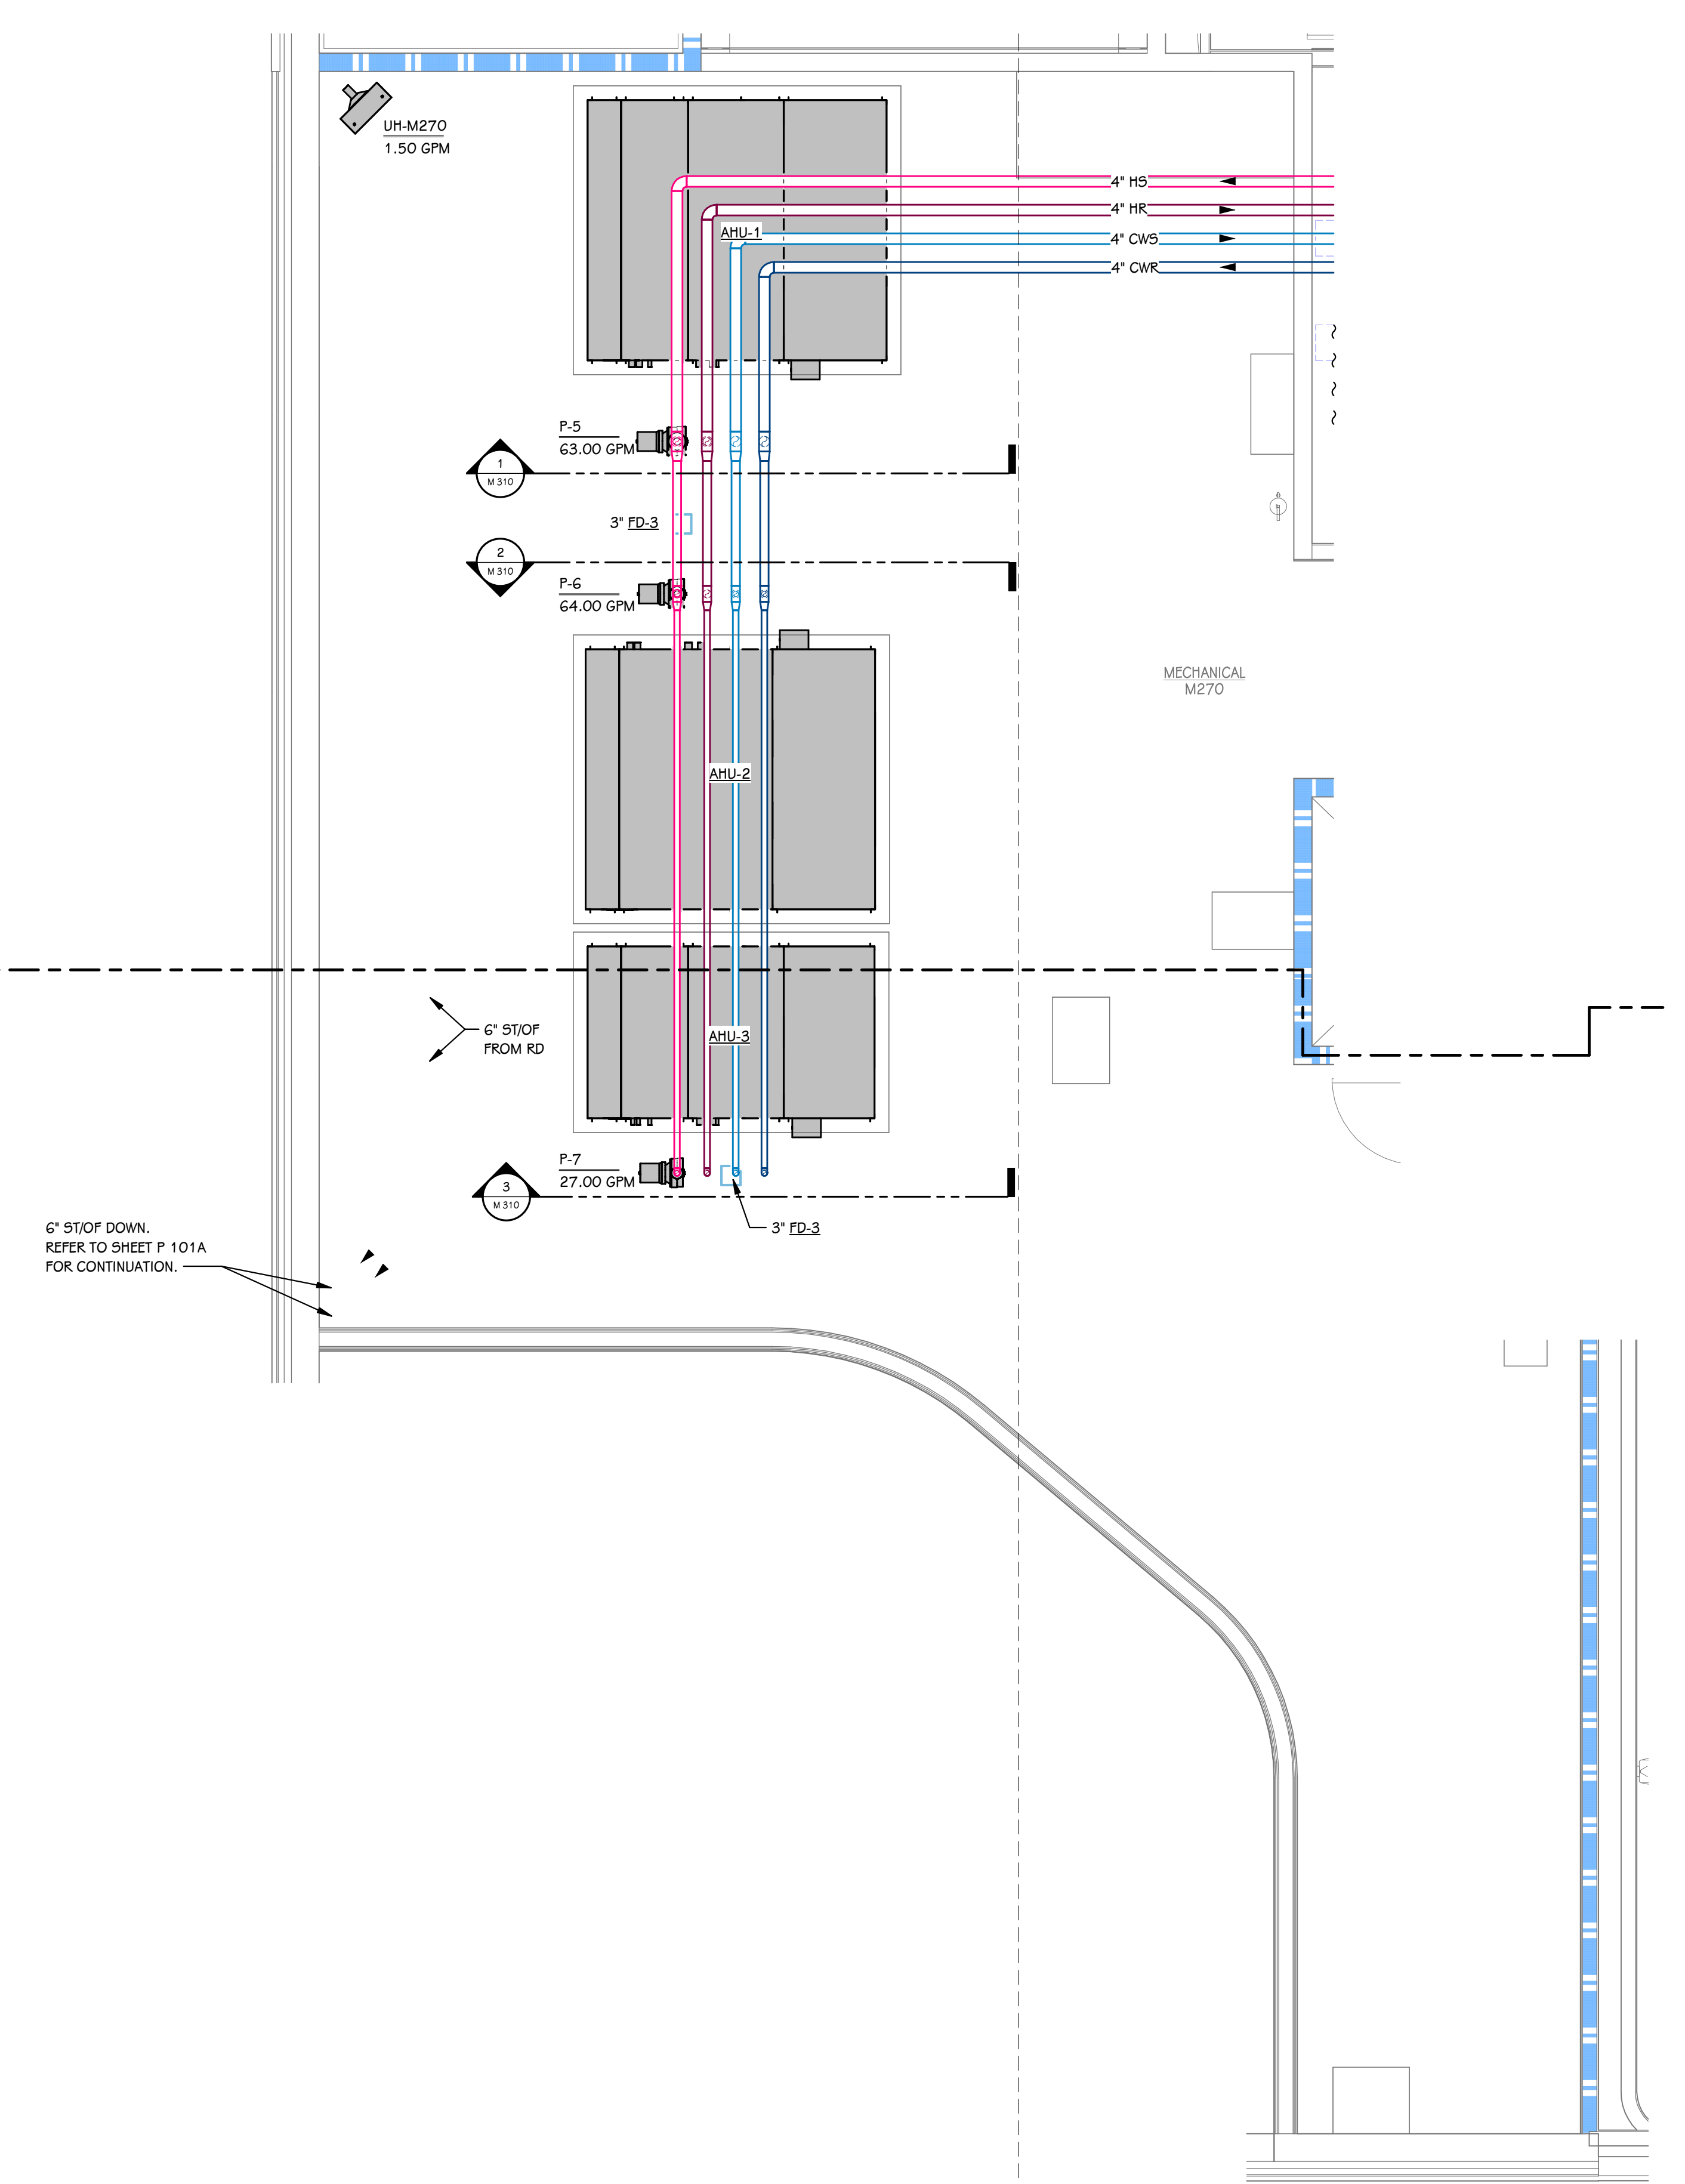 UH-M270
1.50 GPM
4" HS
4" HR
AHU-1
4" CWS
4" CWR
P-5
63.00 GPM
1
M 310
3" FD-3
2
M 310
P-6
64.00 GPM
MECHANICAL
M270
AHU-2
6" ST/OF
FROM RD
AHU-3
P-7
27.00 GPM
3
M 310
3" FD-3
6" ST/OF DOWN.
REFER TO SHEET P 101A
FOR CONTINUATION.